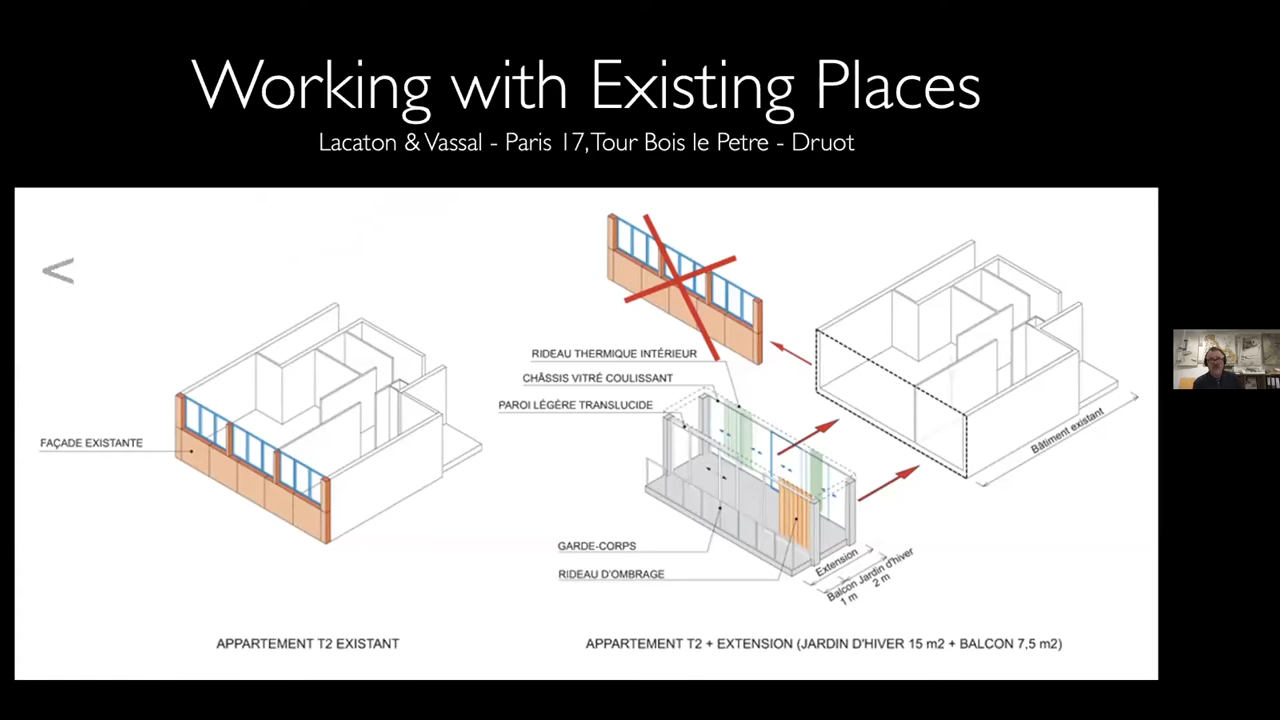 Working with Existing Places
Lacaton & Vassal - Paris 17, Tour Bois le Petre - Druot
<
FAÇADE EXISTANTE
APPARTEMENT T2 EXISTANT
RIDEAU THERMIQUE INTÉRIEUR
CHÂSSIS VITRÉ COULISSANT
PAROI LÉGÈRE TRANSLUCIDE
GARDE-CORPS
RIDEAU D'OMBRAGE
Bâtiment existant
Extension
Balcon Jardin d'hiver
1 m 2 m
APPARTEMENT T2 + EXTENSION (JARDIN D'HIVER 15 m2 + BALCON 7,5 m2)